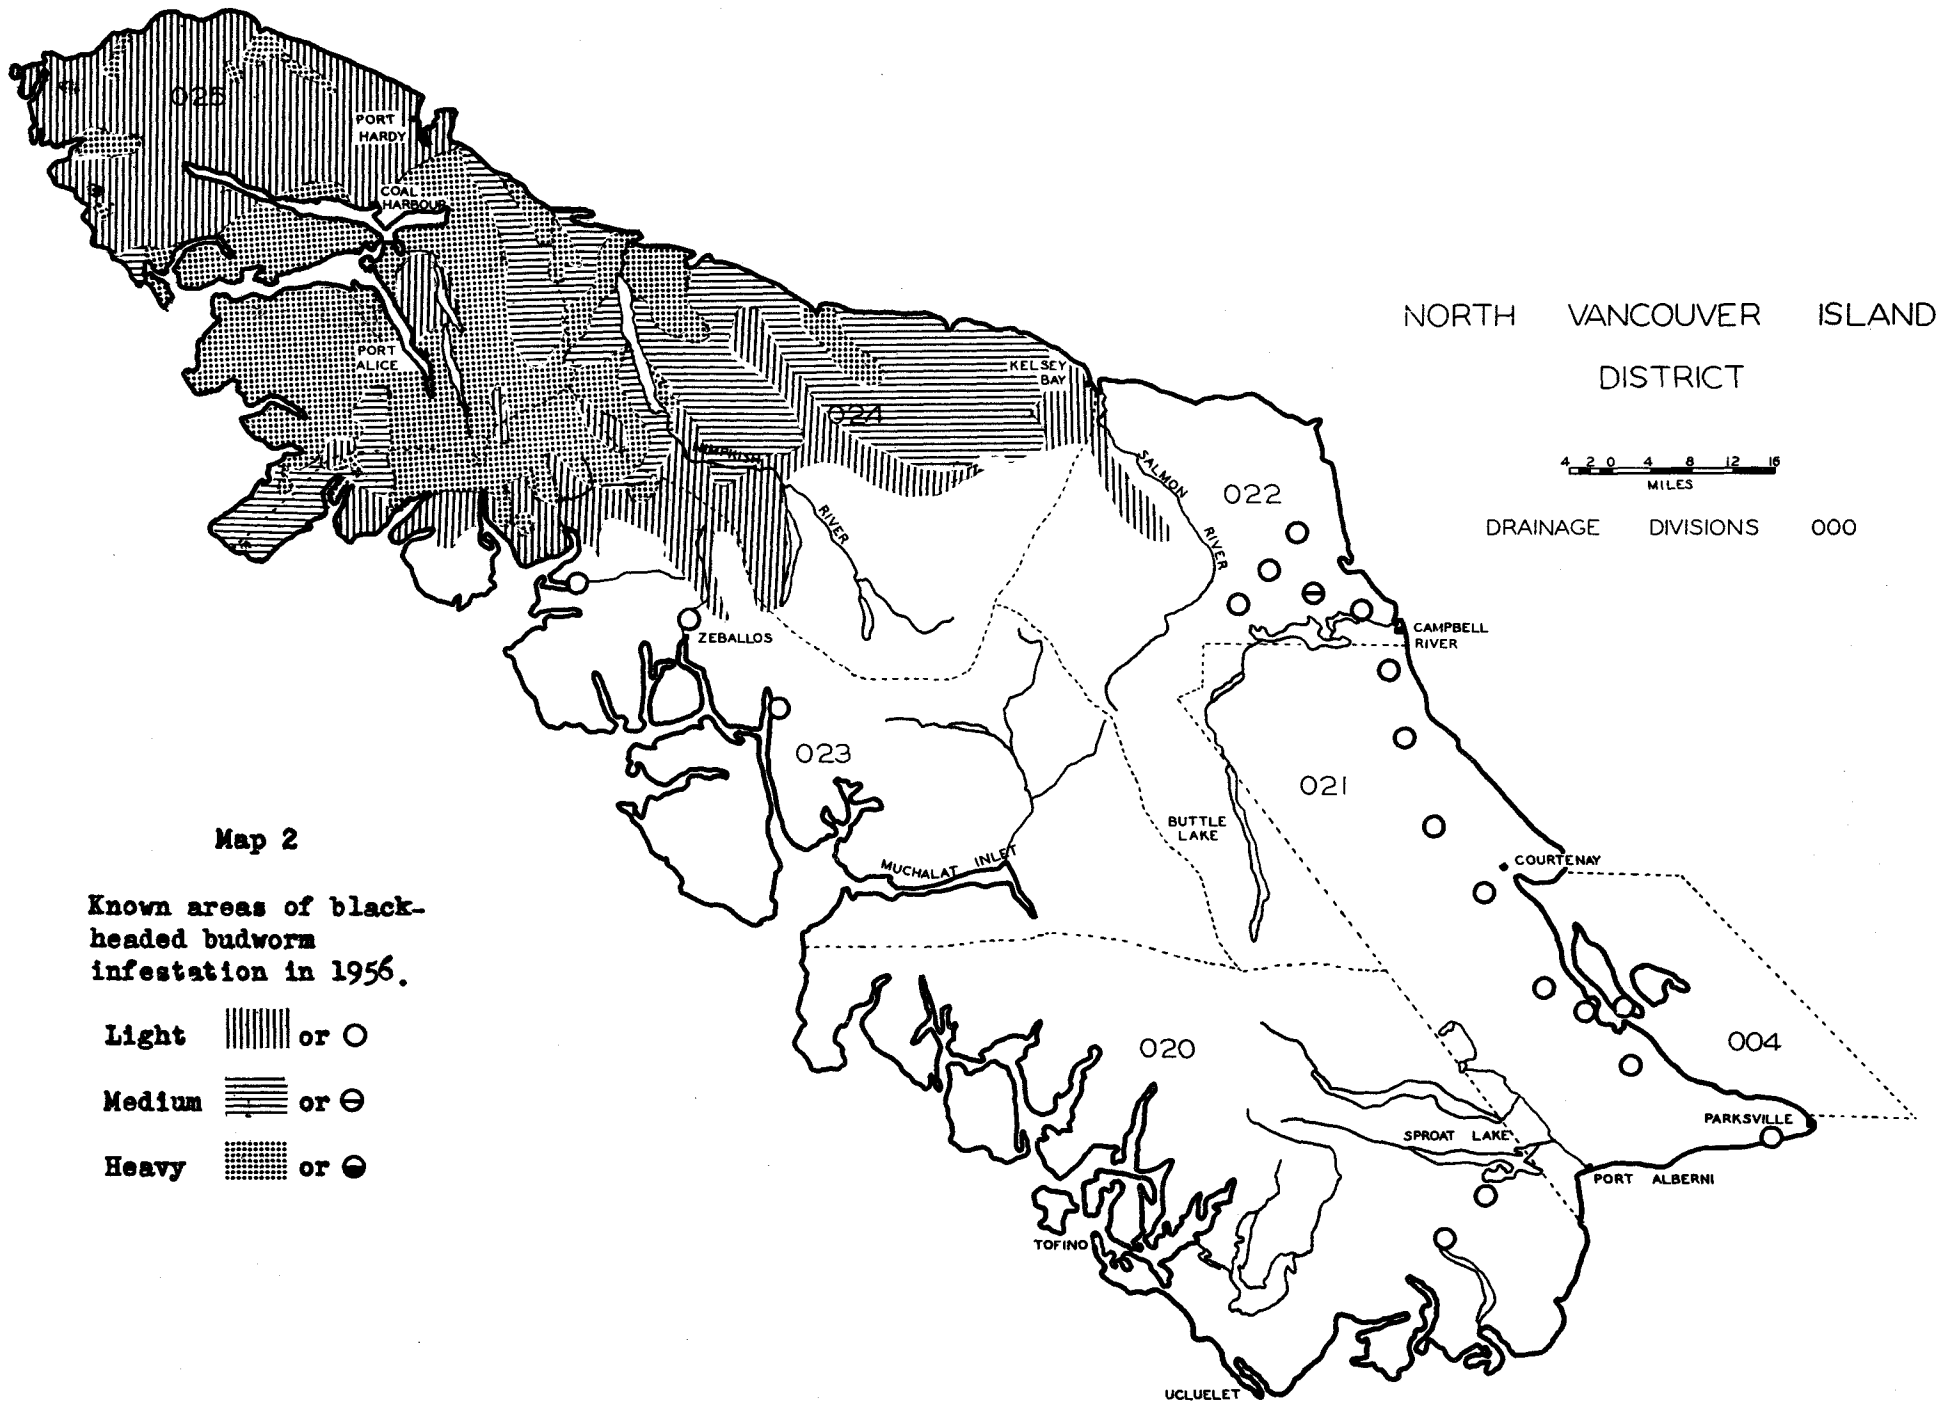 025
PORT
HARDY
COAL
HARBOUR
PORT
ALICE
NORTH VANCOUVER ISLAND
DISTRICT
4 2 0 4 8 12 16
MILES
DRAINAGE DIVISIONS 000
KELSEY
BAY
024
NIMPKISH
RIVER
SALMON
RIVER
022
CAMPBELL
RIVER
ZEBALLOS
023
021
BUTTLE
LAKE
MUCHALAT INLET
COURTENAY
Map 2
Known areas of black-
headed budworm
infestation in 1956.
Light or
Medium or
Heavy or
020
004
PARKSVILLE
SPROAT LAKE
PORT ALBERNI
TOFINO
UCLUELET